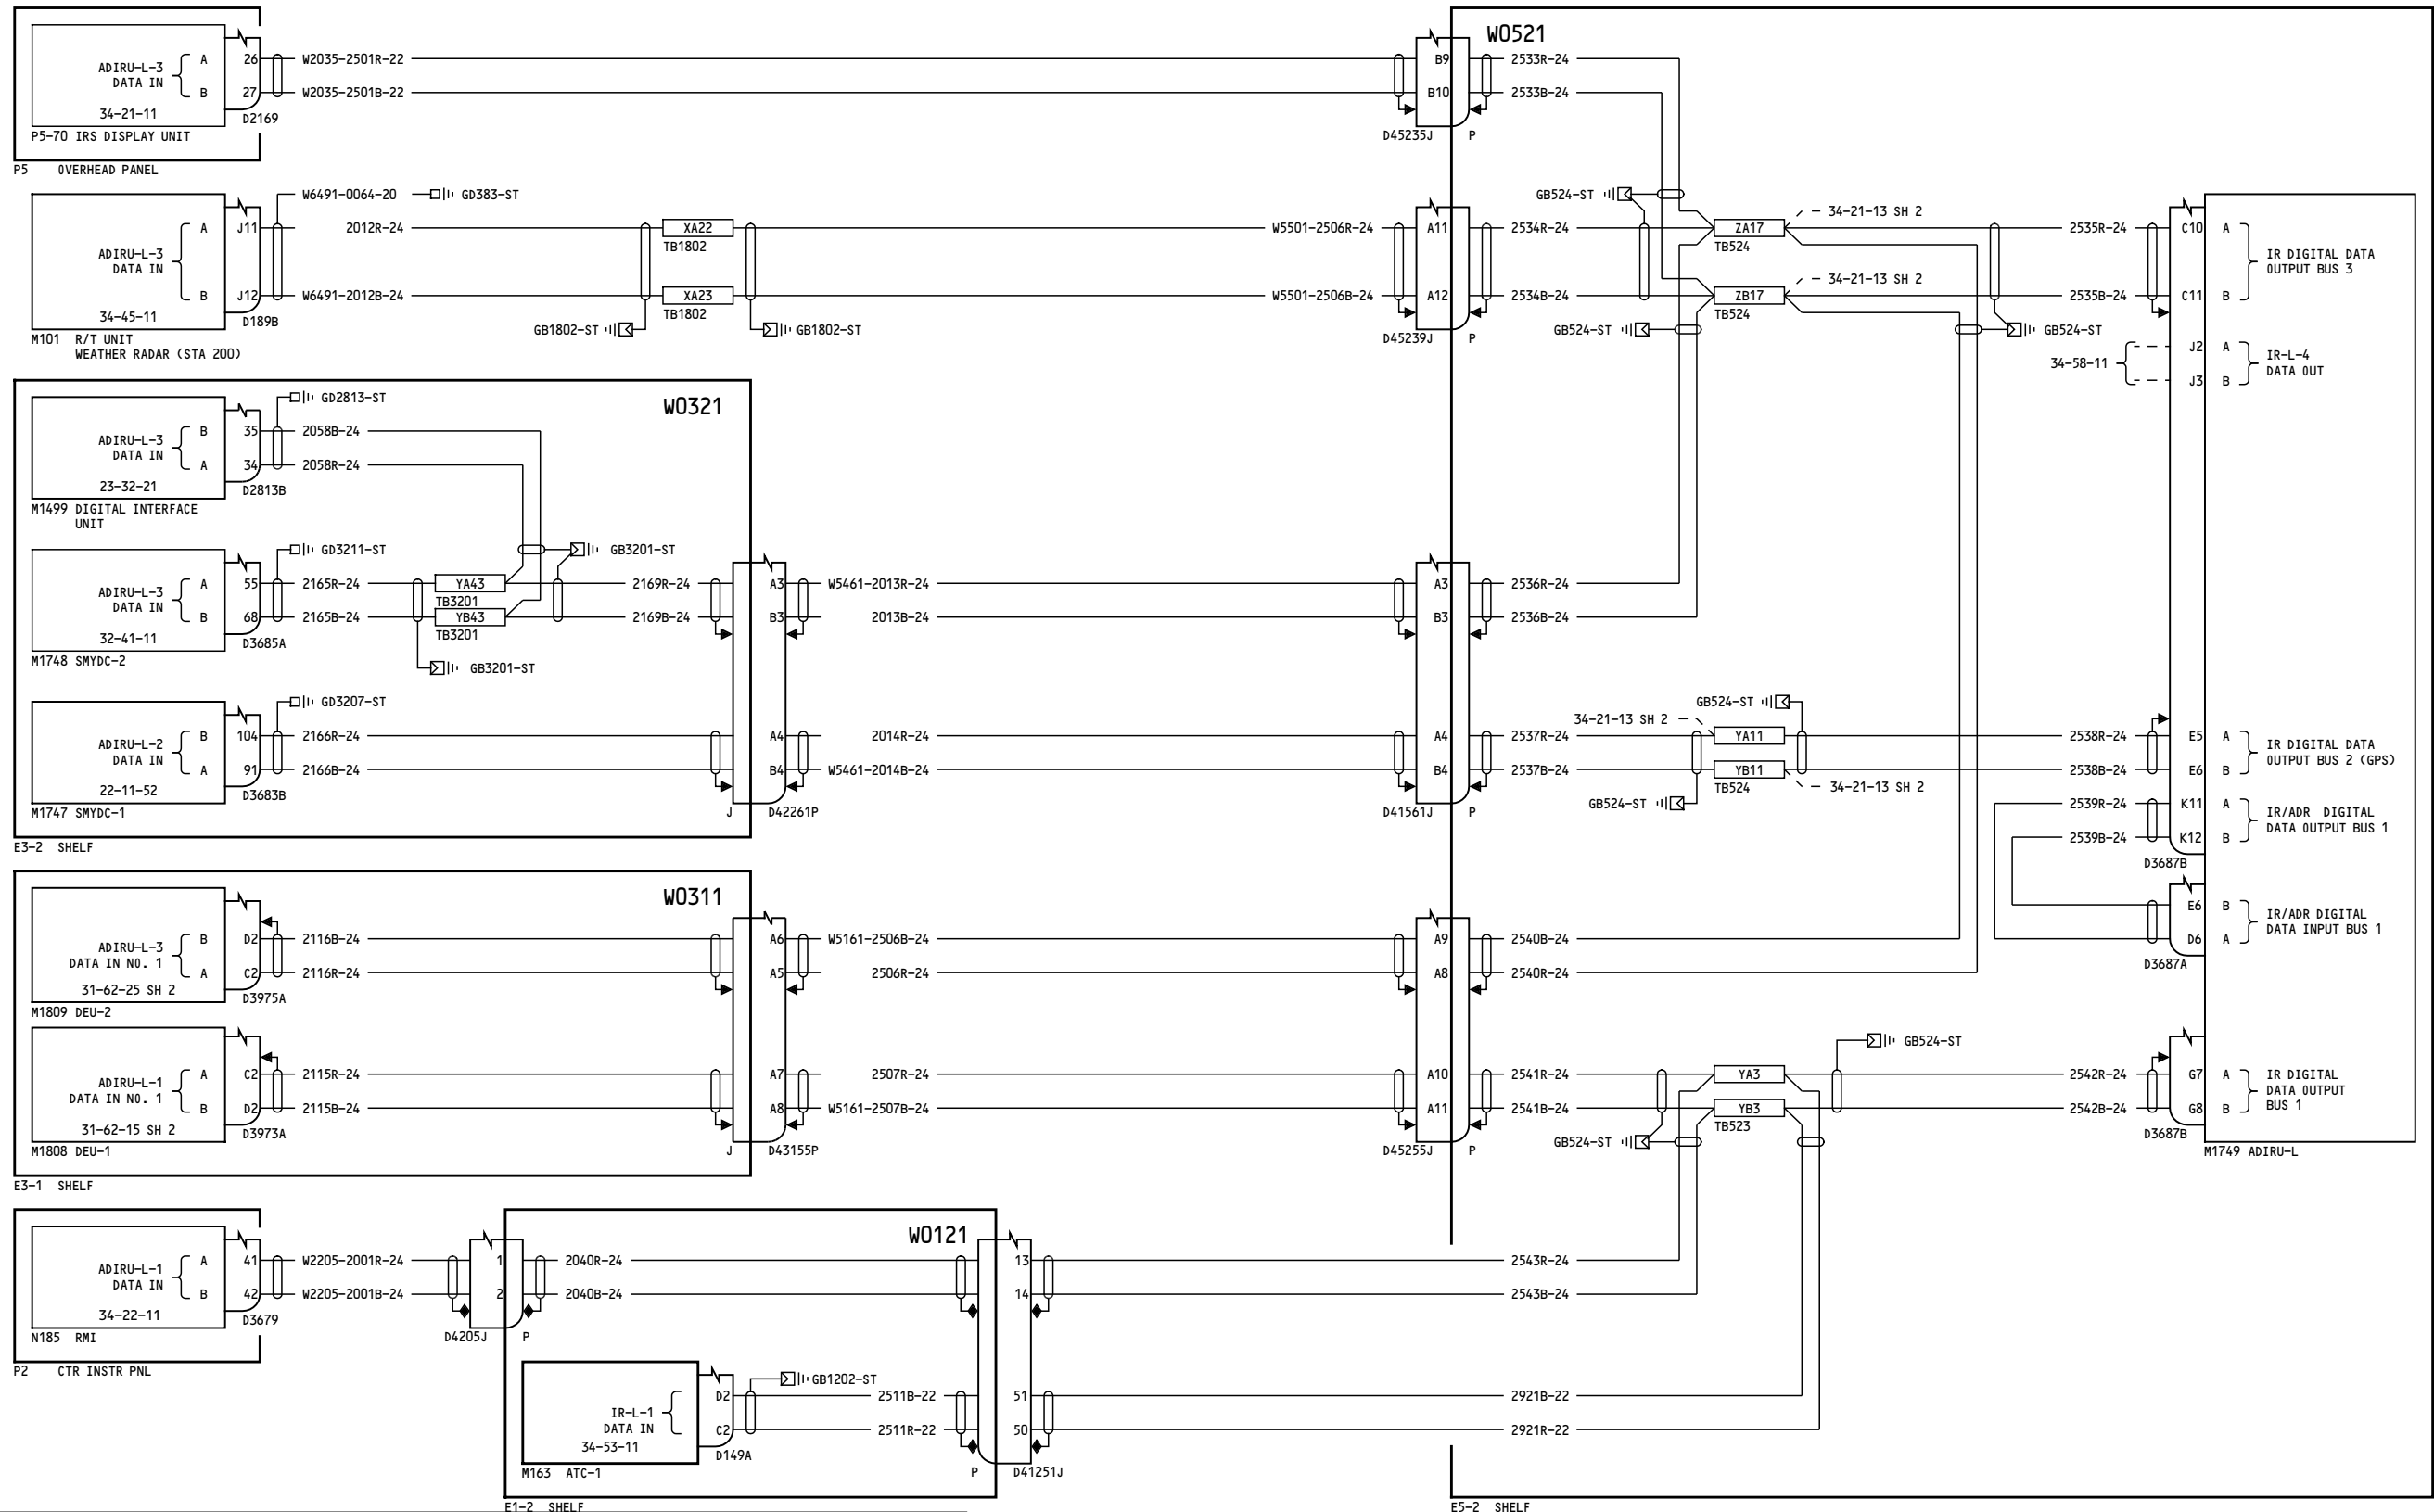 ADIRU-L-3
DATA IN
A
B
34-21-11
26
27
D2169
P5-70 IRS DISPLAY UNIT
P5 OVERHEAD PANEL
W2035-2501R-22
W2035-2501B-22
B9
B10
D45235J P
W0521
2533R-24
2533B-24
W6491-0064-20
GD383-ST
ADIRU-L-3
DATA IN
A
B
34-45-11
J11
J12
D189B
M101 R/T UNIT
WEATHER RADAR (STA 200)
2012R-24
W6491-2012B-24
XA22
TB1802
XA23
TB1802
GB1802-ST
GB1802-ST
W5501-2506R-24
W5501-2506B-24
A11
A12
D45239J P
2534R-24
2534B-24
GB524-ST
GB524-ST
ZA17
TB524
ZB17
TB524
34-21-13 SH 2
34-21-13 SH 2
2535R-24
2535B-24
GB524-ST
C10 A
C11 B
IR DIGITAL DATA
OUTPUT BUS 3
34-58-11
J2 A
J3 B
IR-L-4
DATA OUT
W0321
GD2813-ST
ADIRU-L-3
DATA IN
B
A
23-32-21
35
34
D2813B
M1499 DIGITAL INTERFACE
UNIT
2058B-24
2058R-24
GD3211-ST
ADIRU-L-3
DATA IN
A
B
32-41-11
55
68
D3685A
M1748 SMYDC-2
2165R-24
2165B-24
YA43
TB3201
YB43
TB3201
GB3201-ST
GB3201-ST
2169R-24
2169B-24
A3
B3
W5461-2013R-24
2013B-24
A3
B3
2536R-24
2536B-24
GD3207-ST
ADIRU-L-2
DATA IN
B
A
22-11-52
104
91
D3683B
M1747 SMYDC-1
E3-2 SHELF
2166R-24
2166B-24
A4
B4
J D42261P
2014R-24
W5461-2014B-24
A4
B4
D41561J P
2537R-24
2537B-24
34-21-13 SH 2
GB524-ST
YA11
YB11
TB524
34-21-13 SH 2
GB524-ST
2538R-24
2538B-24
E5 A
E6 B
IR DIGITAL DATA
OUTPUT BUS 2 (GPS)
2539R-24
2539B-24
K11 A
K12 B
IR/ADR DIGITAL
DATA OUTPUT BUS 1
D3687B
E6 B
D6 A
IR/ADR DIGITAL
DATA INPUT BUS 1
D3687A
W0311
ADIRU-L-3
DATA IN NO. 1
B
A
31-62-25 SH 2
D2
C2
D3975A
M1809 DEU-2
2116B-24
2116R-24
A6
A5
W5161-2506B-24
2506R-24
A9
A8
2540B-24
2540R-24
ADIRU-L-1
DATA IN NO. 1
A
B
31-62-15 SH 2
C2
D2
D3973A
M1808 DEU-1
E3-1 SHELF
2115R-24
2115B-24
A7
A8
J D43155P
2507R-24
W5161-2507B-24
A10
A11
D45255J P
2541R-24
2541B-24
GB524-ST
YA3
YB3
TB523
GB524-ST
2542R-24
2542B-24
G7 A
G8 B
IR DIGITAL
DATA OUTPUT
BUS 1
D3687B
M1749 ADIRU-L
ADIRU-L-1
DATA IN
A
B
34-22-11
41
42
D3679
N185 RMI
P2 CTR INSTR PNL
W2205-2001R-24
W2205-2001B-24
1
2
D4205J P
W0121
2040R-24
2040B-24
13
14
2543R-24
2543B-24
IR-L-1
DATA IN
34-53-11
D2
C2
D149A
M163 ATC-1
GB1202-ST
2511B-22
2511R-22
51
50
P D41251J
2921B-22
2921R-22
E1-2 SHELF
E5-2 SHELF